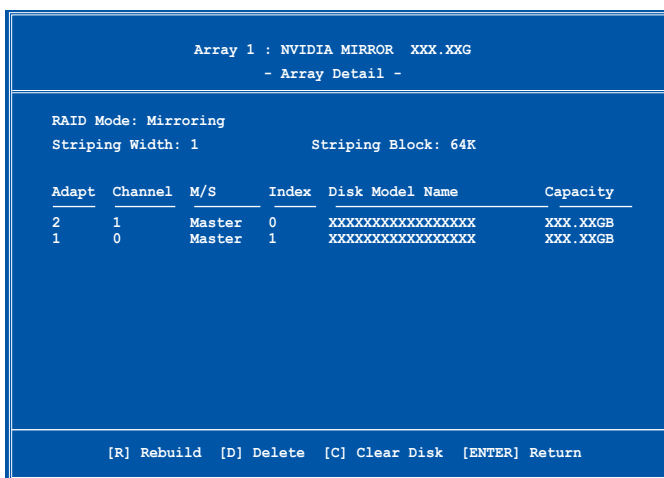 Array 1 : NVIDIA MIRROR XXX.XXG
- Array Detail -
RAID Mode: Mirroring
Striping Width: 1 Striping Block: 64K
Adapt Channel M/S Index Disk Model Name Capacity
2 1 Master 0 XXXXXXXXXXXXXXXXX XXX.XXGB
1 0 Master 1 XXXXXXXXXXXXXXXXX XXX.XXGB
[R] Rebuild [D] Delete [C] Clear Disk [ENTER] Return